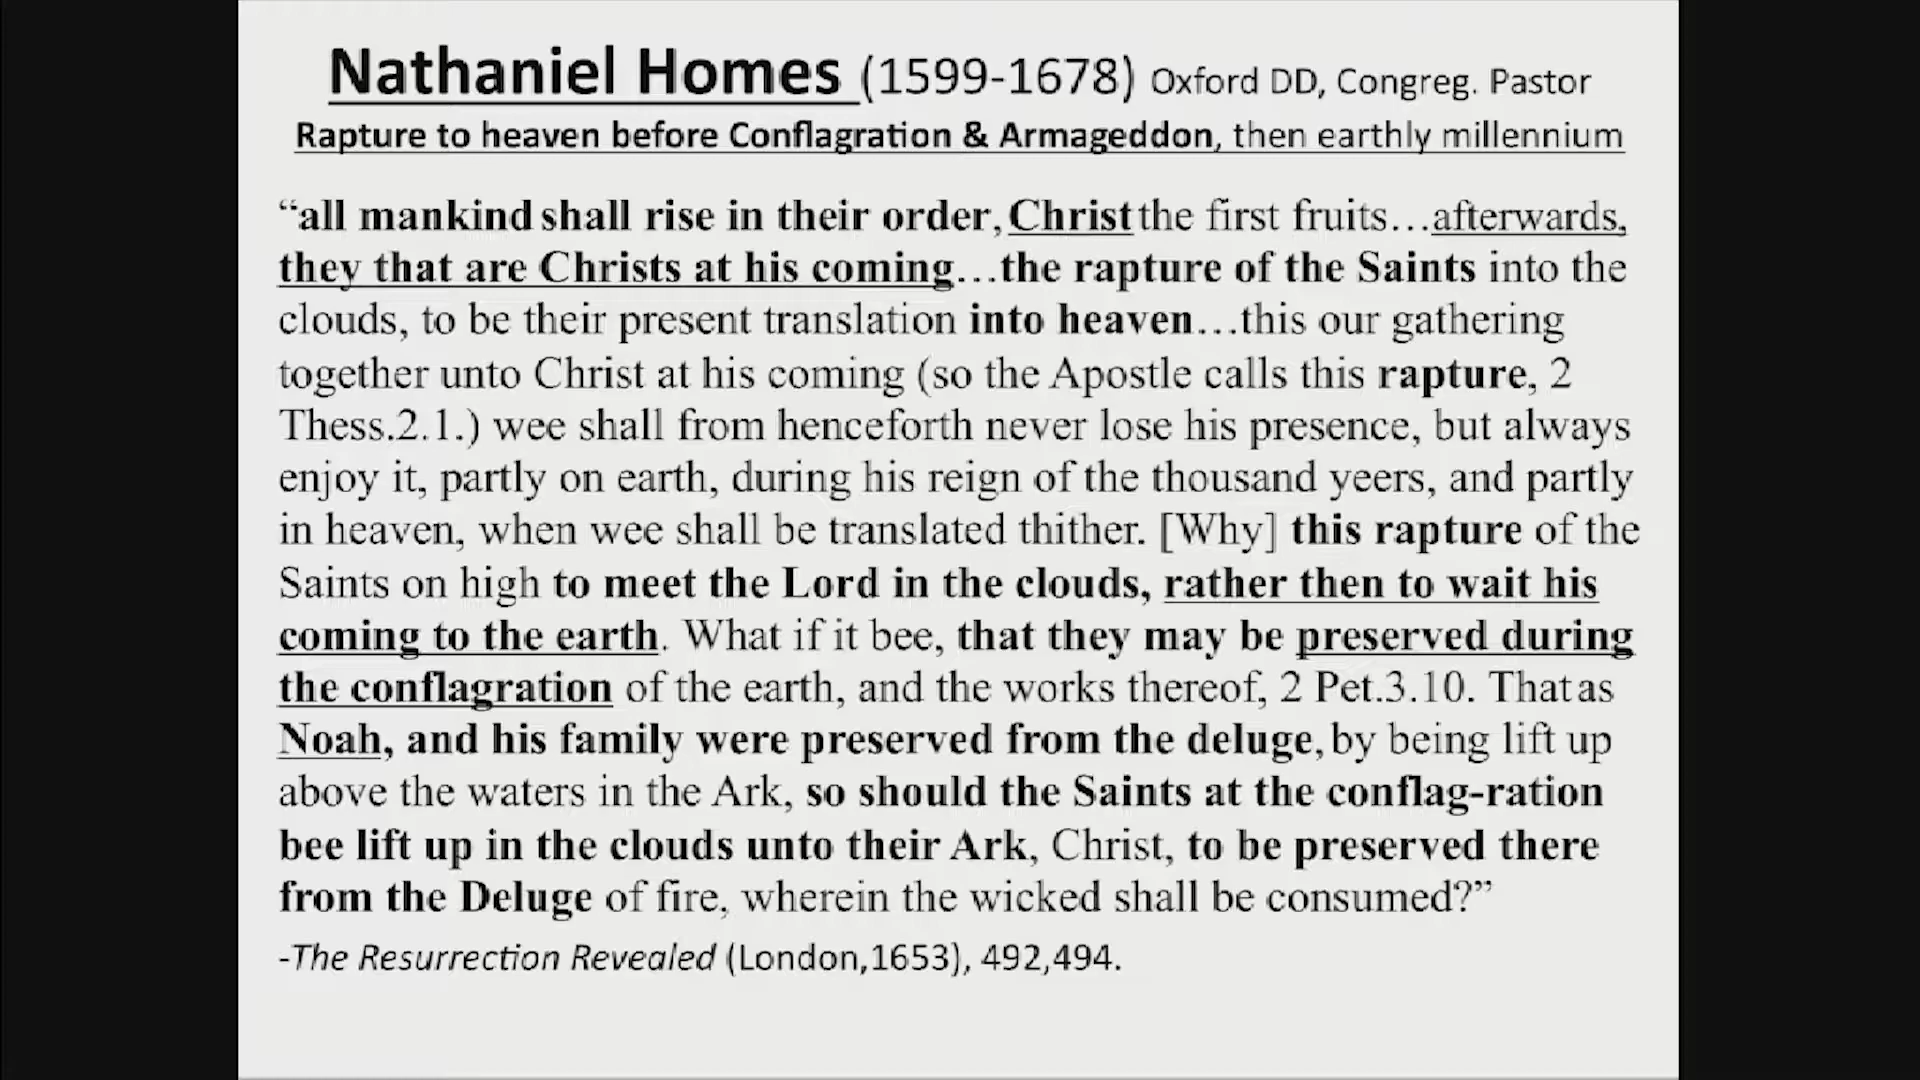 Nathaniel Homes (1599-1678) Oxford DD, Congreg. Pastor
Rapture to heaven before Conflagration & Armageddon, then earthly millennium
“all mankind shall rise in their order, Christ the first fruits…afterwards,
they that are Christs at his coming…the rapture of the Saints into the
clouds, to be their present translation into heaven…this our gathering
together unto Christ at his coming (so the Apostle calls this rapture, 2
Thess.2.1.) wee shall from henceforth never lose his presence, but always
enjoy it, partly on earth, during his reign of the thousand yeers, and partly
in heaven, when wee shall be translated thither. [Why] this rapture of the
Saints on high to meet the Lord in the clouds, rather then to wait his
coming to the earth. What if it bee, that they may be preserved during
the conflagration of the earth, and the works thereof, 2 Pet.3.10. That as
Noah, and his family were preserved from the deluge, by being lift up
above the waters in the Ark, so should the Saints at the conflag-ration
bee lift up in the clouds unto their Ark, Christ, to be preserved there
from the Deluge of fire, wherein the wicked shall be consumed?”
-The Resurrection Revealed (London,1653), 492,494.